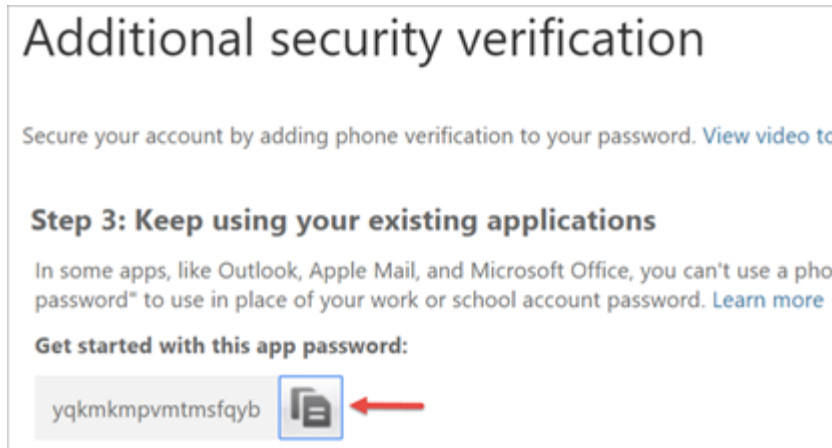 Additional security verification
Secure your account by adding phone verification to your password. View video to
Step 3: Keep using your existing applications
In some apps, like Outlook, Apple Mail, and Microsoft Office, you can't use a pho
password" to use in place of your work or school account password. Learn more
Get started with this app password:
yqkmkmpvmtmsfqyb